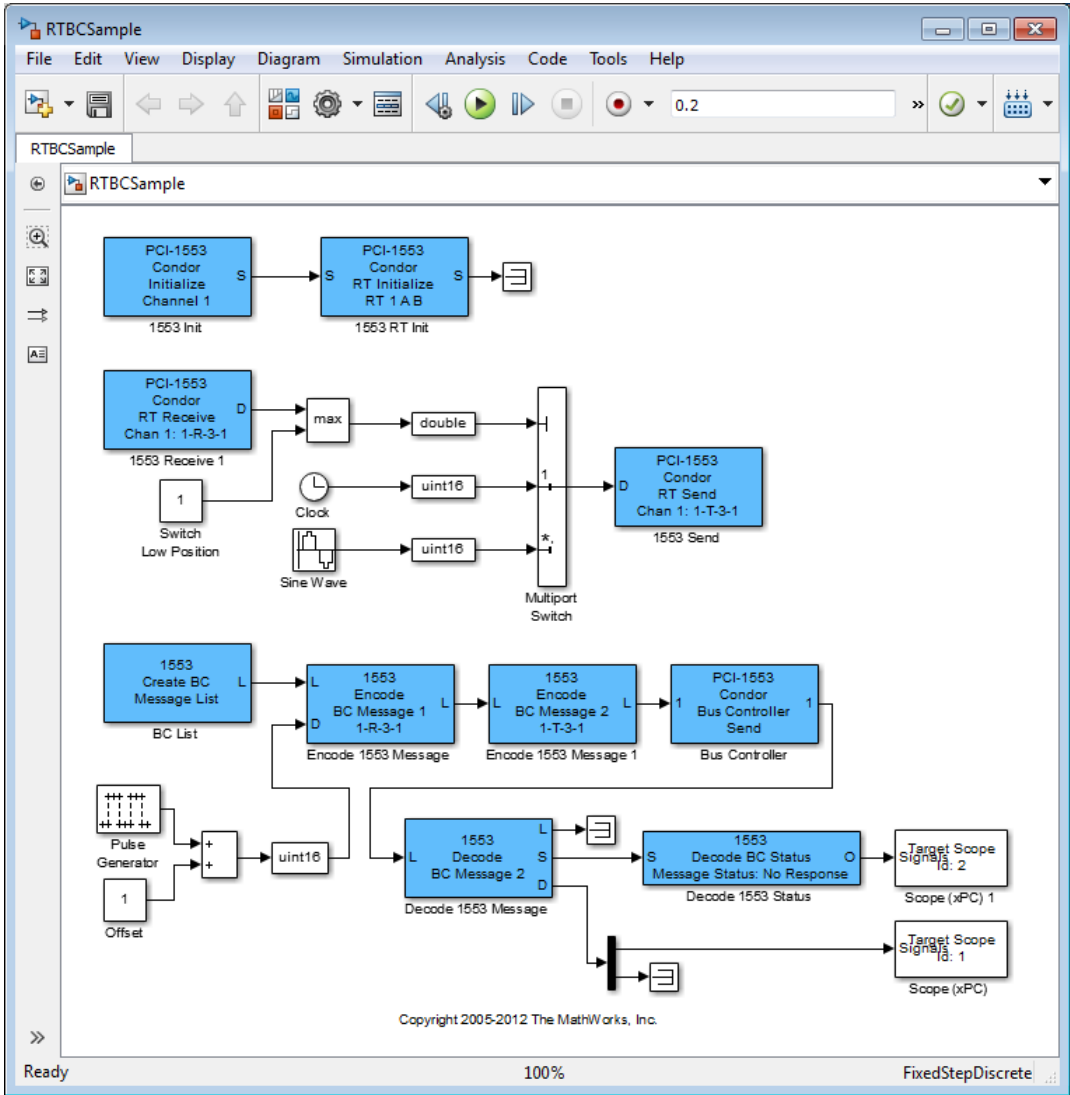 RTBCSample
File Edit View Display Diagram Simulation Analysis Code Tools Help
0.2
RTBCSample
RTBCSample
PCI-1553
Condor
Initialize
Channel 1
S
1553 Init
S
PCI-1553
Condor
RT Initialize
RT 1 A B
S
1553 RT Init
PCI-1553
Condor
RT Receive
Chan 1: 1-R-3-1
D
1553 Receive 1
max
double
1
Switch
Low Position
Clock
uint16
Sine Wave
uint16
1
*,
Multiport
Switch
D
PCI-1553
Condor
RT Send
Chan 1: 1-T-3-1
1553 Send
1553
Create BC
Message List
L
BC List
L
D
1553
Encode
BC Message 1
1-R-3-1
L
Encode 1553 Message
L
1553
Encode
BC Message 2
1-T-3-1
L
Encode 1553 Message 1
1
PCI-1553
Condor
Bus Controller
Send
1
Bus Controller
Pulse
Generator
1
Offset
+
+
uint16
L
1553
Decode
BC Message 2
L
S
D
Decode 1553 Message
S
1553
Decode BC Status
Message Status: No Response
O
Decode 1553 Status
Signals
Target Scope
Id: 2
Scope (xPC) 1
Signals
Target Scope
Id: 1
Scope (xPC)
Copyright 2005-2012 The MathWorks, Inc.
Ready 100% FixedStepDiscrete